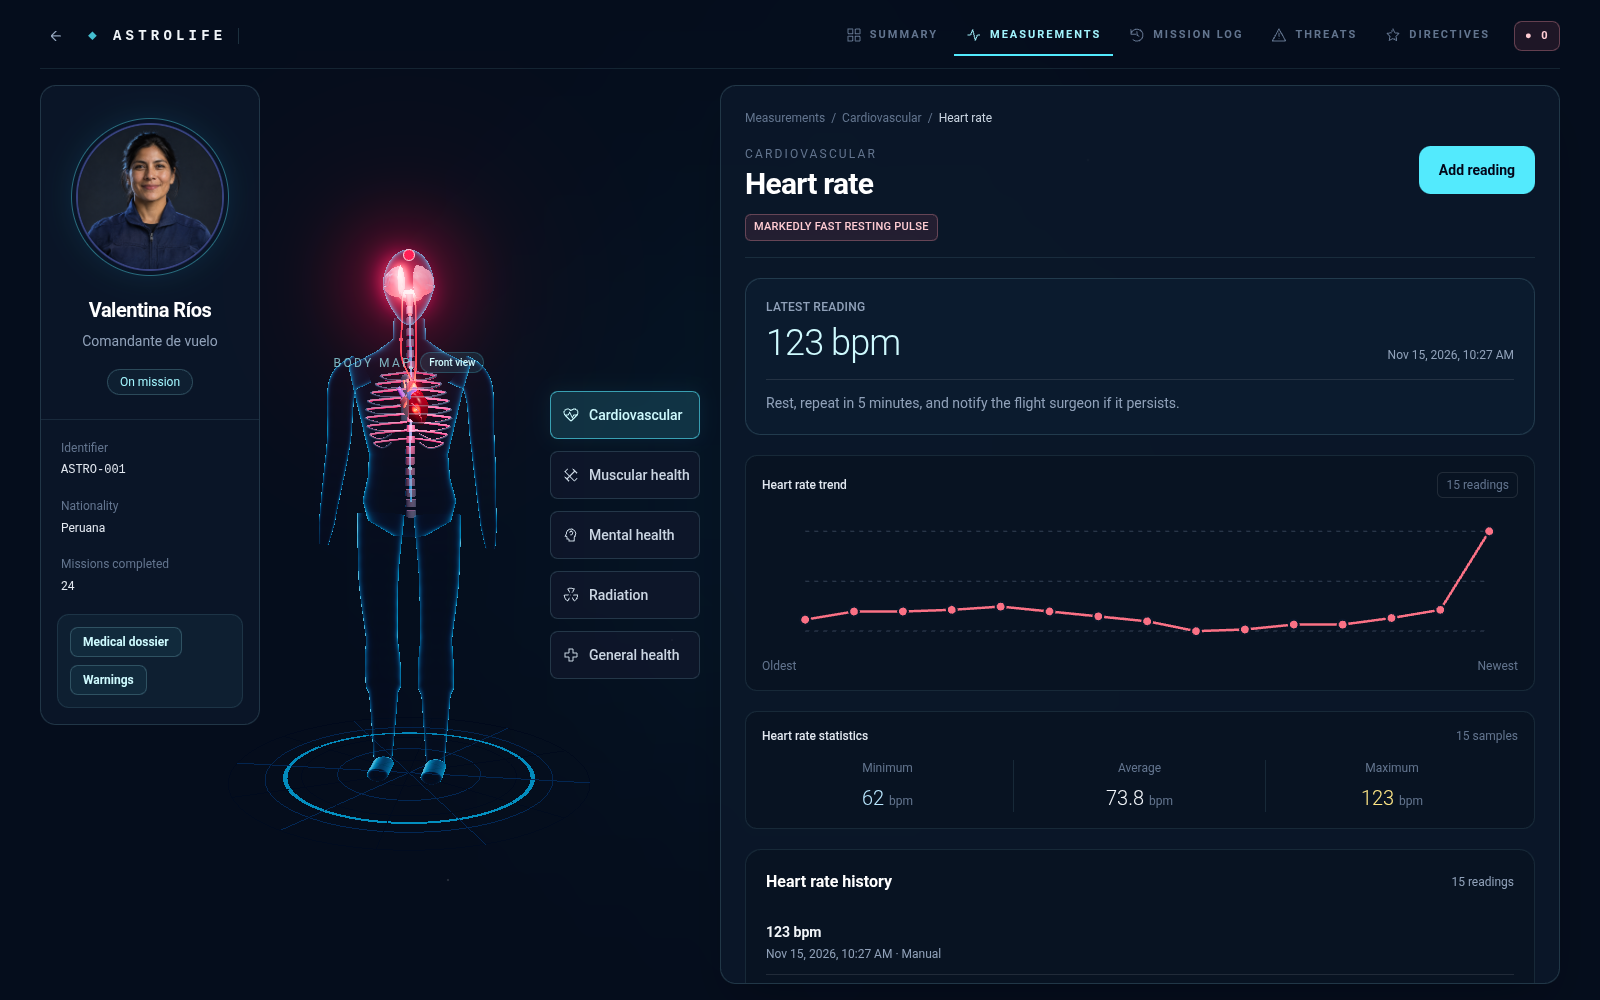 ASTROLIFE
SUMMARY
MEASUREMENTS
MISSION LOG
THREATS
DIRECTIVES
0
Valentina Ríos
Comandante de vuelo
On mission
Identifier
ASTRO-001
Nationality
Peruana
Missions completed
24
Medical dossier
Warnings
BODY MAP
Front view
Cardiovascular
Muscular health
Mental health
Radiation
General health
Measurements / Cardiovascular / Heart rate
CARDIOVASCULAR
Heart rate
Add reading
MARKEDLY FAST RESTING PULSE
LATEST READING
123 bpm
Nov 15, 2026, 10:27 AM
Rest, repeat in 5 minutes, and notify the flight surgeon if it persists.
Heart rate trend
15 readings
Oldest
Newest
Heart rate statistics
15 samples
Minimum
Average
Maximum
62 bpm
73.8 bpm
123 bpm
Heart rate history
15 readings
123 bpm
Nov 15, 2026, 10:27 AM · Manual